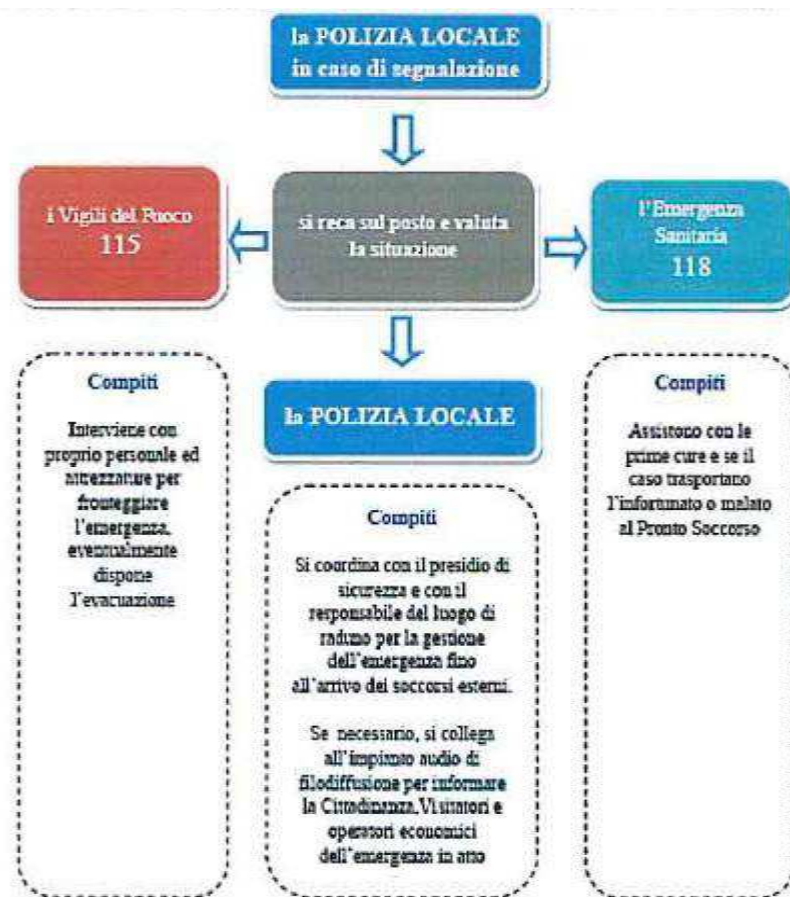 la POLIZIA LOCALE
in caso di segnalazione
i Vigili del Fuoco
115
si reca sul posto e valuta
la situazione
l'Emergenza
Sanitaria
118
Compiti
Interviene con
proprio personale ed
attrezzature per
fronteggiare
l'emergenza,
eventualmente
dispone
l'evacuazione
la POLIZIA LOCALE
Compiti
Si coordina con il presidio di
sicurezza e con il
responsabile del luogo di
raduno per la gestione
dell'emergenza fino
all'arrivo dei soccorsi esterni.
Se necessario, si collega
all'impianto audio di
filodiffusione per informare
la Cittadinanza, Visitatori e
operatori economici
dell'emergenza in atto
Compiti
Assistono con le
prime cure e se il
caso trasportano
l'infortunato o malato
al Pronto Soccorso